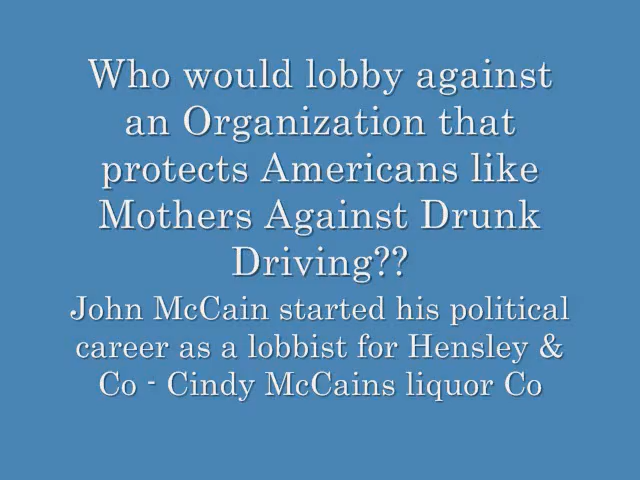 Who would lobby against
an Organization that
protects Americans like
Mothers Against Drunk
Driving??
John McCain started his political
career as a lobbist for Hensley &
Co - Cindy McCains liquor Co